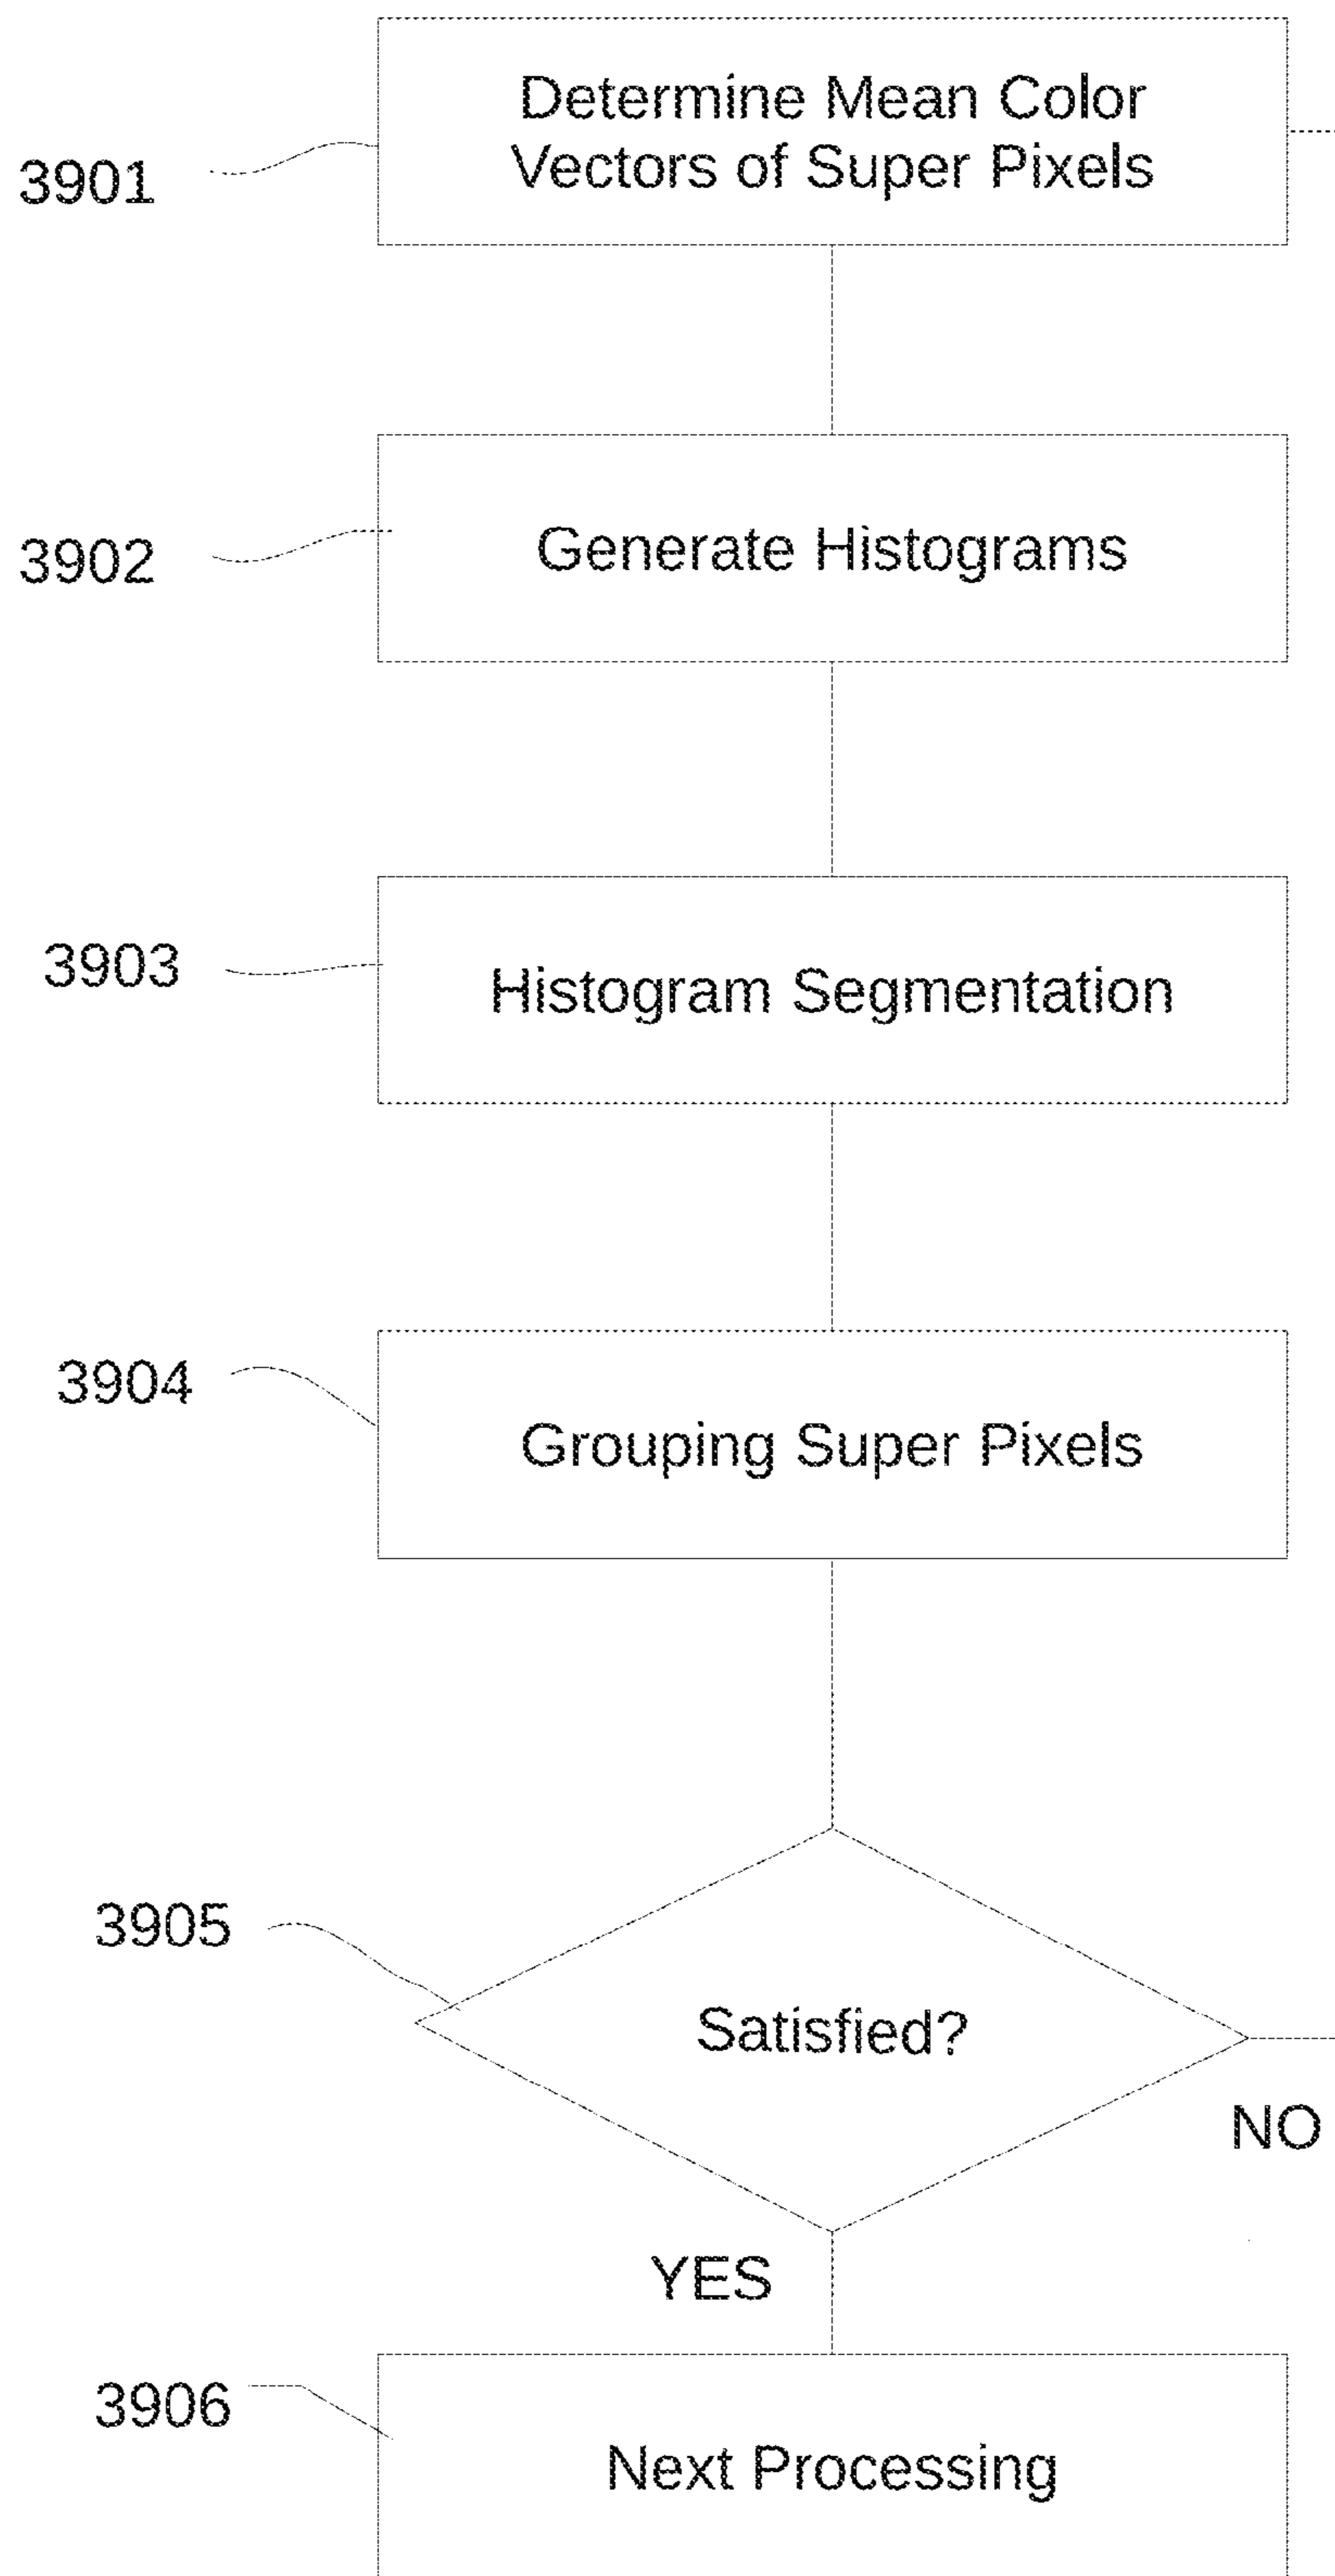 Determine Mean Color
Vectors of Super Pixels
3901
Generate Histograms
3902
Histogram Segmentation
3903
Grouping Super Pixels
3904
3905
Satisfied?
NO
YES
3906
Next Processing